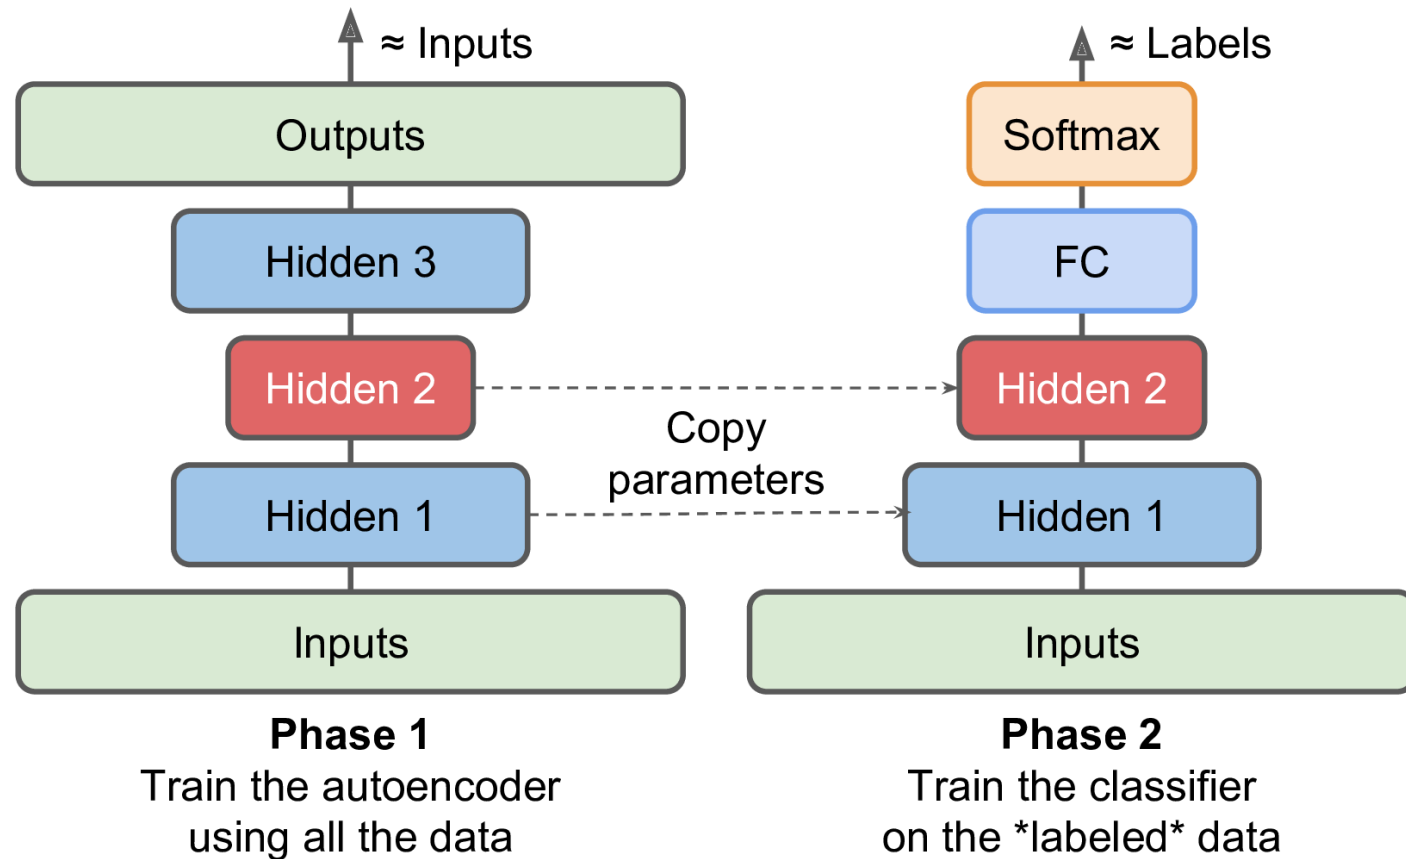 ≈ Inputs
Outputs
Hidden 3
Hidden 2
Hidden 1
Inputs
Phase 1
Train the autoencoder
using all the data
Copy
parameters
≈ Labels
Softmax
FC
Hidden 2
Hidden 1
Inputs
Phase 2
Train the classifier
on the *labeled* data